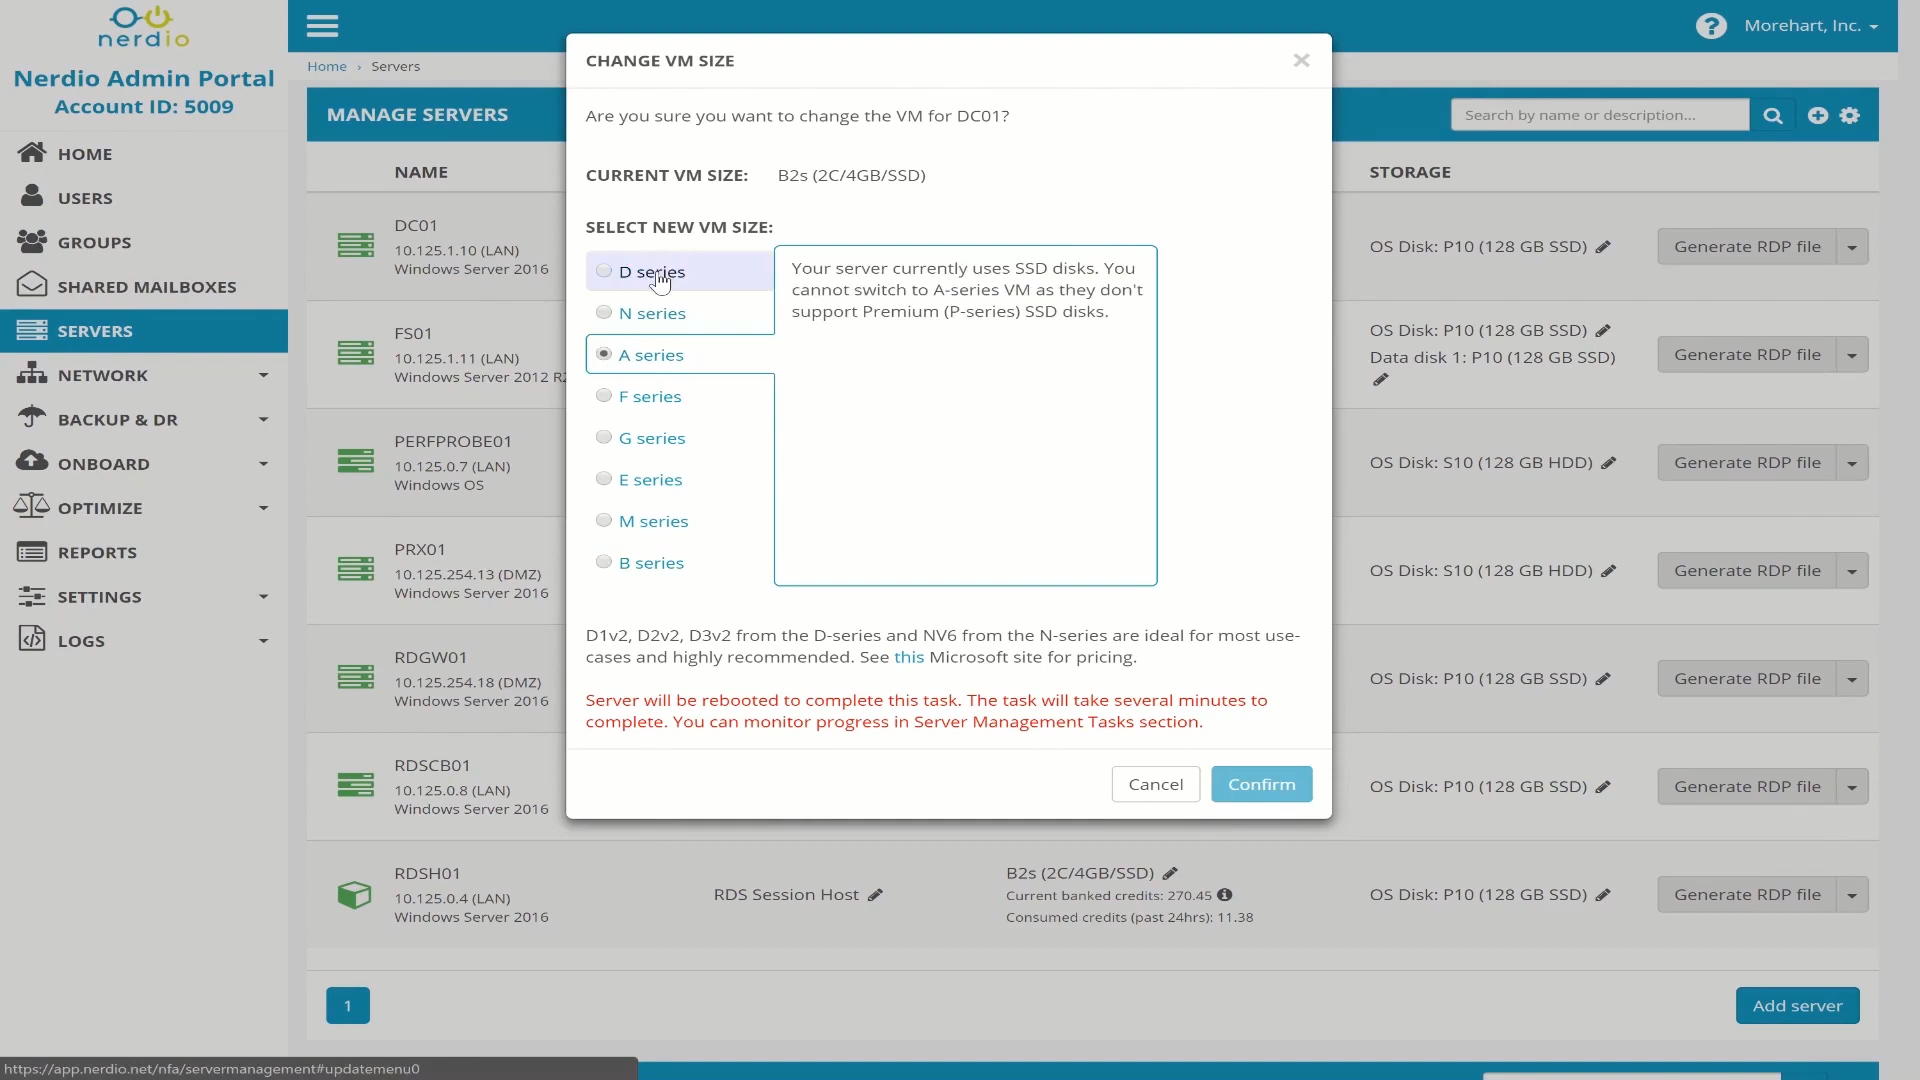 nerdio
Nerdio Admin Portal
Account ID: 5009
HOME
USERS
GROUPS
SHARED MAILBOXES
SERVERS
NETWORK
BACKUP & DR
ONBOARD
OPTIMIZE
REPORTS
SETTINGS
LOGS
?
Morehart, Inc.
Home › Servers
MANAGE SERVERS
Search by name or description...
NAME
STORAGE
DC01
10.125.1.10 (LAN)
Windows Server 2016
OS Disk: P10 (128 GB SSD)
Generate RDP file
FS01
10.125.1.11 (LAN)
Windows Server 2012 R2
OS Disk: P10 (128 GB SSD)
Data disk 1: P10 (128 GB SSD)
Generate RDP file
PERFPROBE01
10.125.0.7 (LAN)
Windows OS
OS Disk: S10 (128 GB HDD)
Generate RDP file
PRX01
10.125.254.13 (DMZ)
Windows Server 2016
OS Disk: S10 (128 GB HDD)
Generate RDP file
RDGW01
10.125.254.18 (DMZ)
Windows Server 2016
OS Disk: P10 (128 GB SSD)
Generate RDP file
RDSCB01
10.125.0.8 (LAN)
Windows Server 2016
OS Disk: P10 (128 GB SSD)
Generate RDP file
RDSH01
10.125.0.4 (LAN)
Windows Server 2016
RDS Session Host
B2s (2C/4GB/SSD)
Current banked credits: 270.45
Consumed credits (past 24hrs): 11.38
OS Disk: P10 (128 GB SSD)
Generate RDP file
1
Add server
CHANGE VM SIZE
×
Are you sure you want to change the VM for DC01?
CURRENT VM SIZE: B2s (2C/4GB/SSD)
SELECT NEW VM SIZE:
D series
N series
A series
F series
G series
E series
M series
B series
Your server currently uses SSD disks. You
cannot switch to A-series VM as they don't
support Premium (P-series) SSD disks.
D1v2, D2v2, D3v2 from the D-series and NV6 from the N-series are ideal for most use-
cases and highly recommended. See this Microsoft site for pricing.
Server will be rebooted to complete this task. The task will take several minutes to
complete. You can monitor progress in Server Management Tasks section.
Cancel
Confirm
https://app.nerdio.net/nfa/servermanagement#updatemenu0